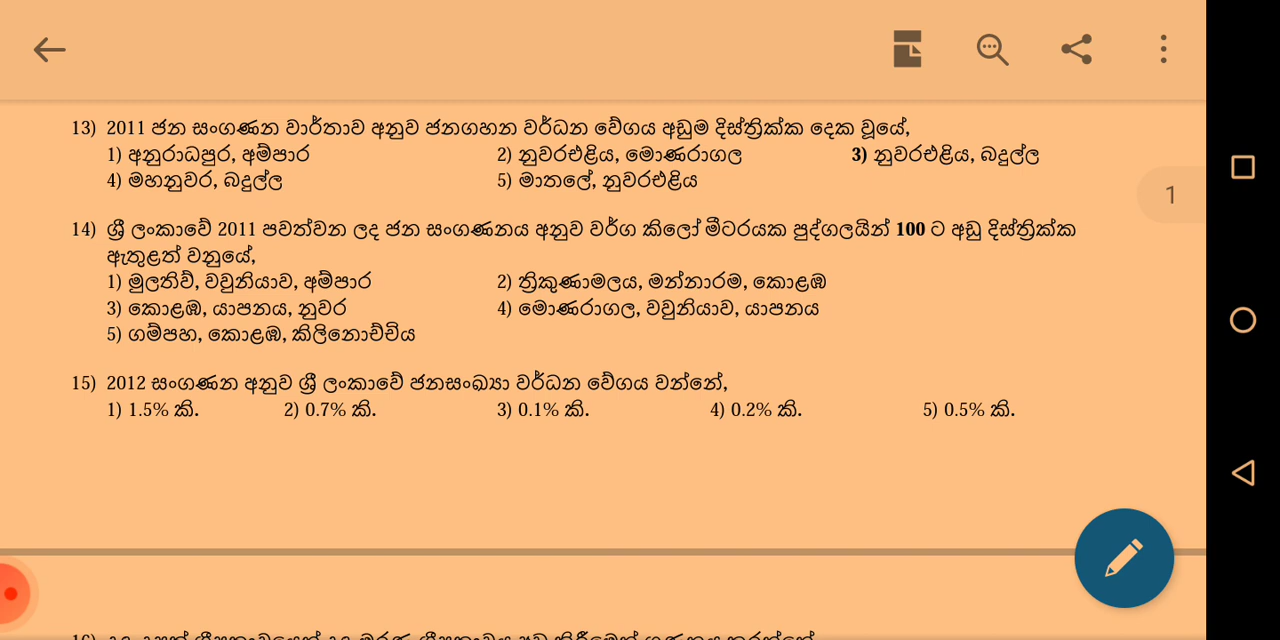 13) 2011 ජන සංගණන වාර්තාව අනුව ජනගහන වර්ධන වේගය අඩුම දිස්ත්‍රික්ක දෙක වූයේ,
1) අනුරාධපුර, අම්පාර 2) නුවරඑළිය, මොණරාගල 3) නුවරඑළිය, බදුල්ල
4) මහනුවර, බදුල්ල 5) මාතලේ, නුවරඑළිය
1
14) ශ්‍රී ලංකාවේ 2011 පවත්වන ලද ජන සංගණනය අනුව වර්ග කිලෝ මීටරයක පුද්ගලයින් 100 ට අඩු දිස්ත්‍රික්ක
ඇතුළත් වනුයේ,
1) මුලතිව්, වවුනියාව, අම්පාර 2) ත්‍රිකුණාමලය, මන්නාරම, කොළඹ
3) කොළඹ, යාපනය, නුවර 4) මොණරාගල, වවුනියාව, යාපනය
5) ගම්පහ, කොළඹ, කිලිනොච්චිය
15) 2012 සංගණන අනුව ශ්‍රී ලංකාවේ ජනසංඛ්‍යා වර්ධන වේගය වන්නේ,
1) 1.5% කි. 2) 0.7% කි. 3) 0.1% කි. 4) 0.2% කි. 5) 0.5% කි.